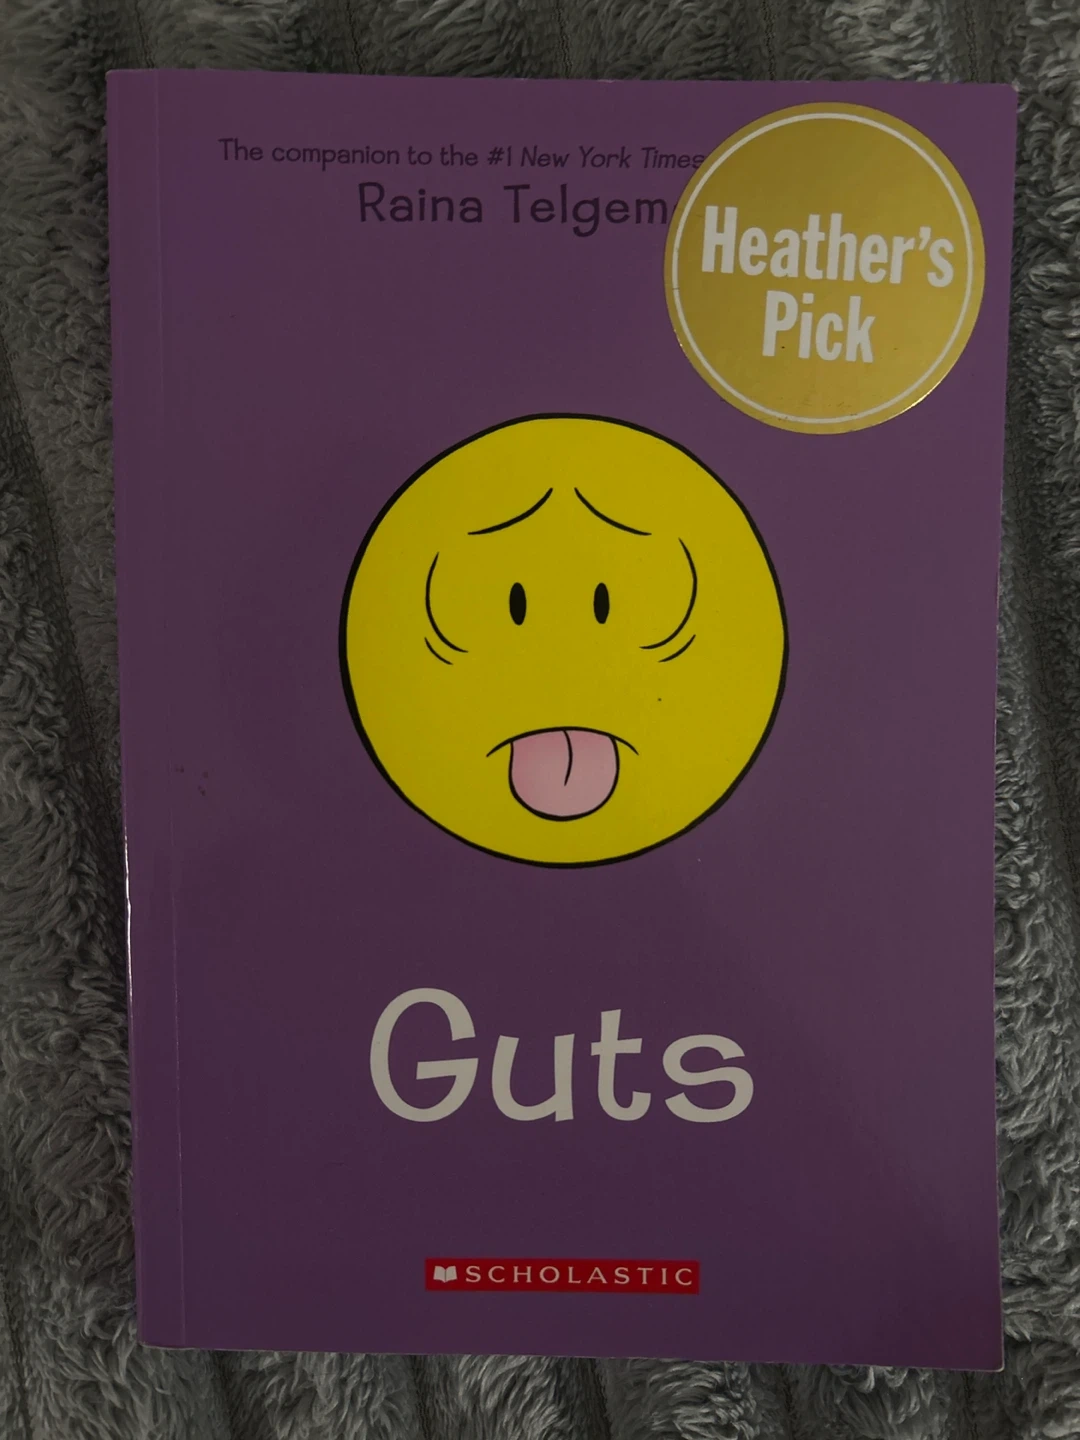 The companion to the #1 New York Times
Raina Telgem
Heather's
Pick
Guts
SCHOLASTIC